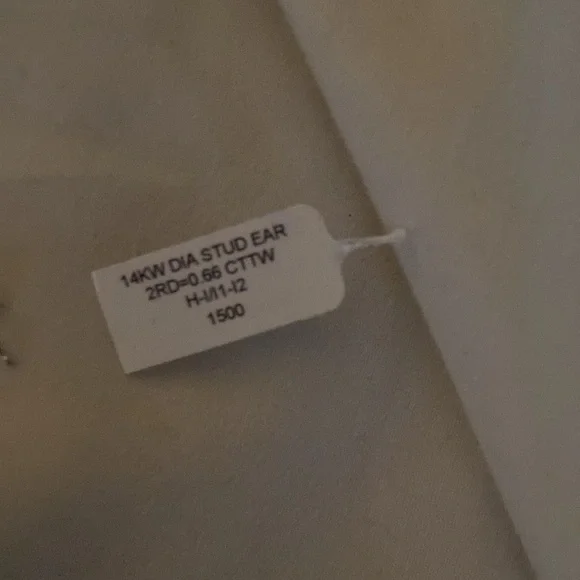 14KW DIA STUD EAR
2RD=0.66 CTTW
H-I/I1-I2
1500